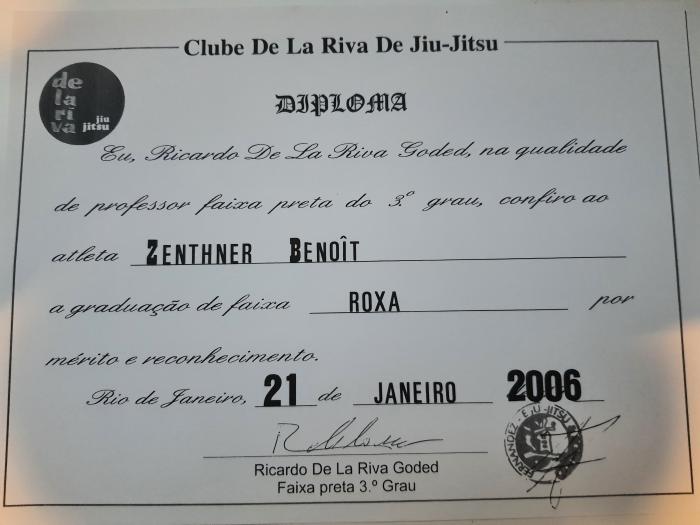 Clube De La Riva De Jiu-Jitsu
de
la
ri
va jiu
jitsu
DIPLOMA
Eu, Ricardo De La Riva Goded, na qualidade
de professor faixa preta do 3.º grau, confiro ao
atleta ZENTHNER BENOÎT
a graduação de faixa ROXA por
mérito e reconhecimento.
Rio de Janeiro, 21 de JANEIRO 2006
Ricardo De La Riva Goded
Faixa preta 3.º Grau
FERNANDEZ JIU-JITSU